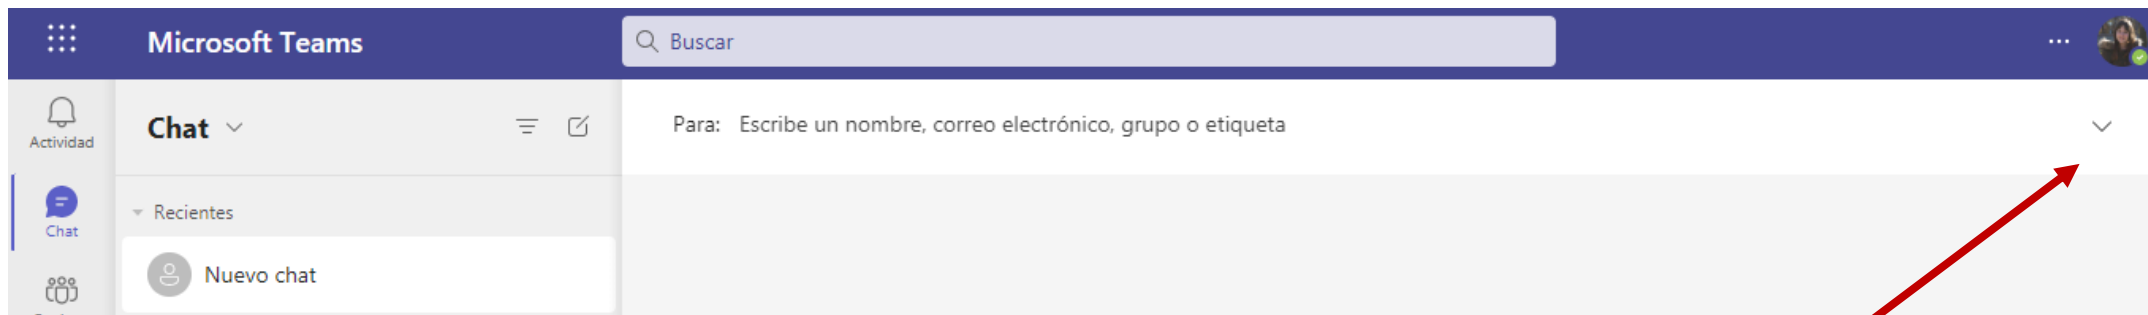 Microsoft Teams
Buscar
Actividad
Chat
Para: Escribe un nombre, correo electrónico, grupo o etiqueta
Chat
Recientes
Nuevo chat